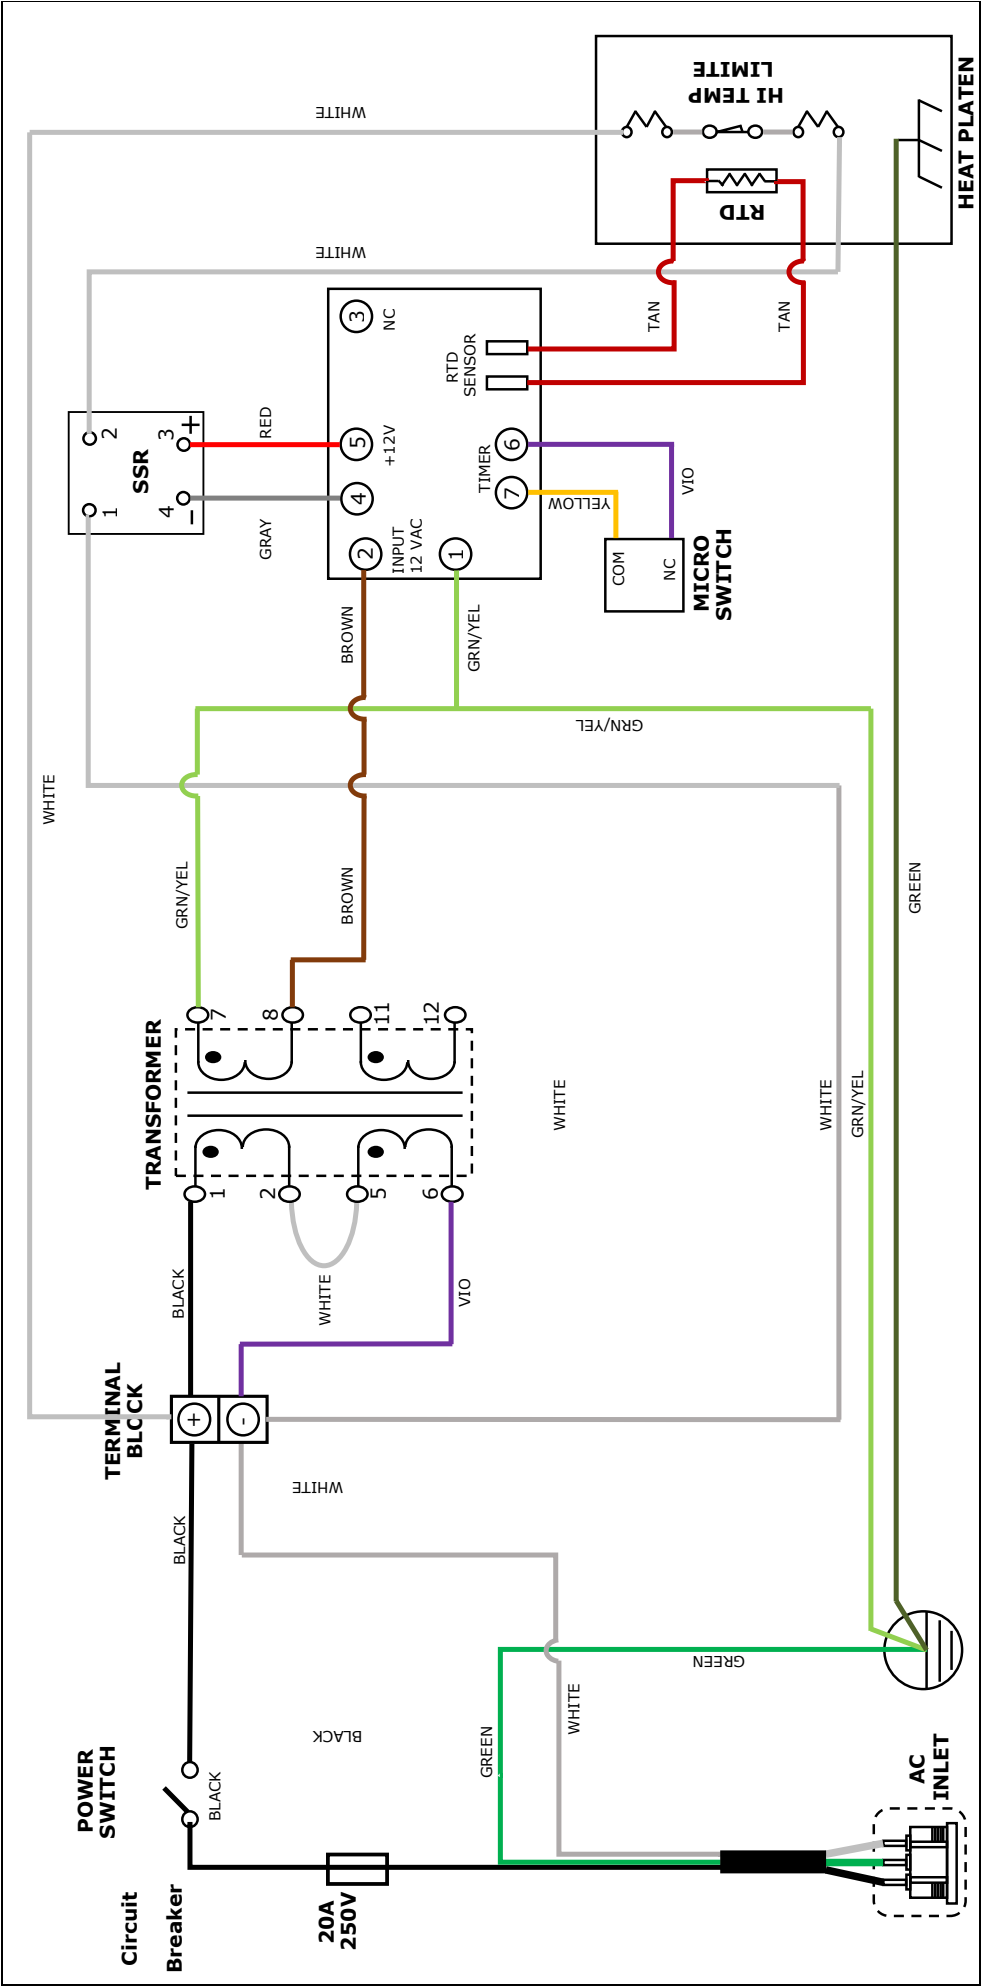 WHITE
HI TEMP
LIMITE
RTD
HEAT PLATEN
WHITE
TAN
TAN
3
NC
RTD
SENSOR
2
1
SSR
3
+
4
–
RED
GRAY
5
+12V
4
TIMER
6
7
2
INPUT
12 VAC
1
YELLOW
VIO
COM
NC
MICRO
SWITCH
BROWN
GRN/YEL
GRN/YEL
WHITE
GRN/YEL
BROWN
GREEN
TRANSFORMER
7
8
11
12
1
2
5
6
WHITE
WHITE
GRN/YEL
BLACK
WHITE
VIO
TERMINAL
BLOCK
+
-
WHITE
BLACK
GREEN
WHITE
BLACK
GREEN
POWER
SWITCH
BLACK
AC
INLET
Circuit
Breaker
20A
250V